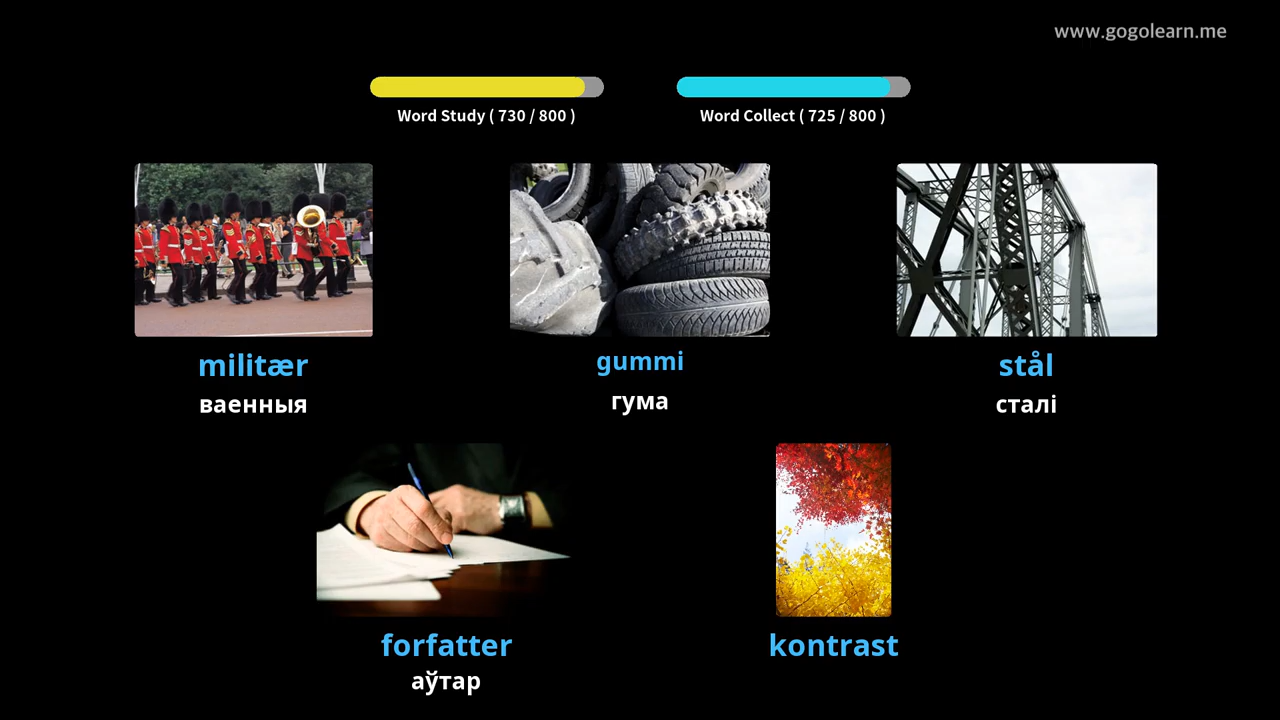 www.gogolearn.me
Word Study ( 730 / 800 )
Word Collect ( 725 / 800 )
militær
gummi
stål
ваенныя
гума
сталі
forfatter
kontrast
аўтар